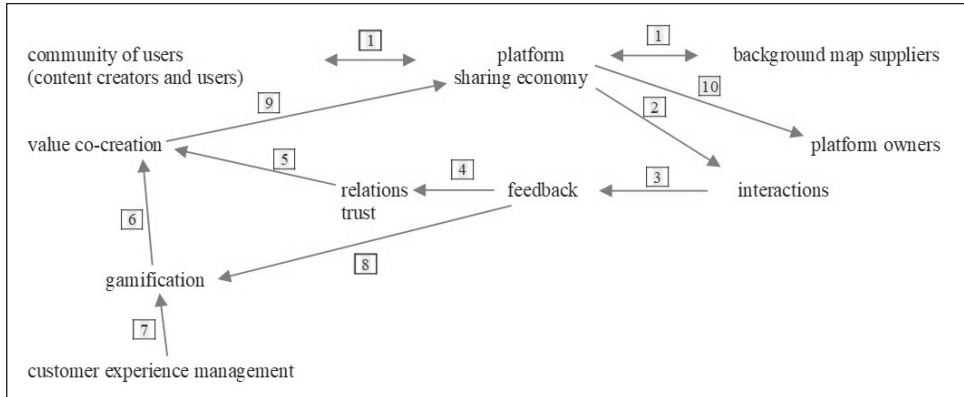 1
1
community of users
(content creators and users)
platform
sharing economy
background map suppliers
9
10
2
value co-creation
platform owners
5
4
3
relations
trust
feedback
interactions
6
8
gamification
7
customer experience management